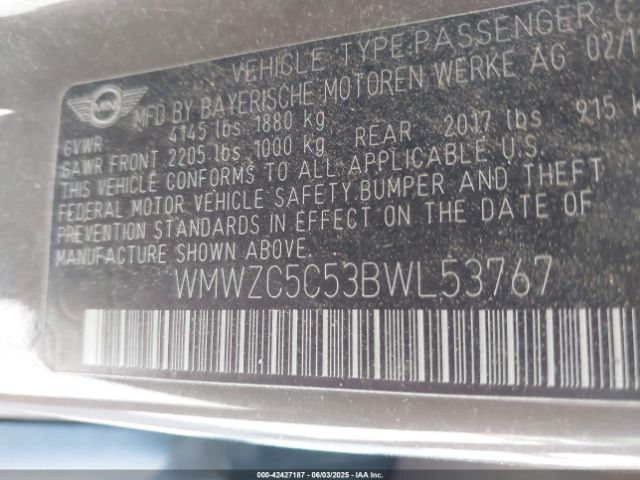 VEHICLE TYPE:PASSENGER
MINI
MFD BY BAYERISCHE MOTOREN WERKE AG 02/1
GVWR 4145 lbs 1880 kg
GAWR FRONT 2205 lbs 1000 kg REAR 2017 lbs 915
THIS VEHICLE CONFORMS TO ALL APPLICABLE U.S.
FEDERAL MOTOR VEHICLE SAFETY,BUMPER AND THEFT
PREVENTION STANDARDS IN EFFECT ON THE DATE OF
MANUFACTURE SHOWN ABOVE.
WMWZC5C53BWL53767
000-42427187 - 06/03/2025 - IAA Inc.